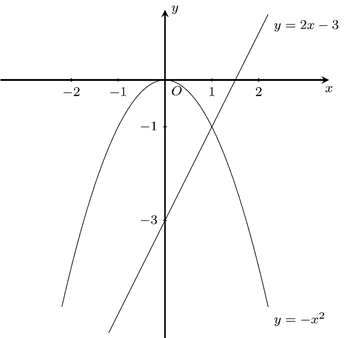 y
y = 2x − 3
−2
−1
O
1
2
x
−1
−3
y = −x²